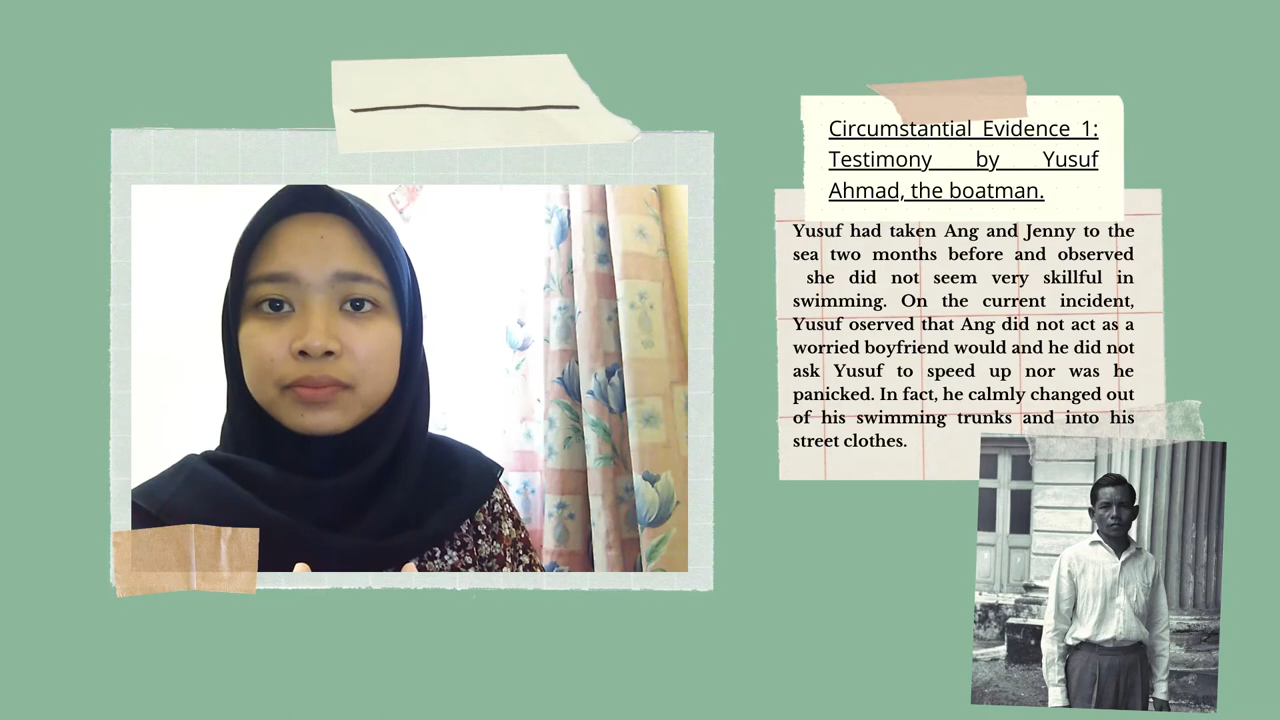 Circumstantial Evidence 1:
Testimony by Yusuf
Ahmad, the boatman.
Yusuf had taken Ang and Jenny to the
sea two months before and observed
she did not seem very skillful in
swimming. On the current incident,
Yusuf oserved that Ang did not act as a
worried boyfriend would and he did not
ask Yusuf to speed up nor was he
panicked. In fact, he calmly changed out
of his swimming trunks and into his
street clothes.